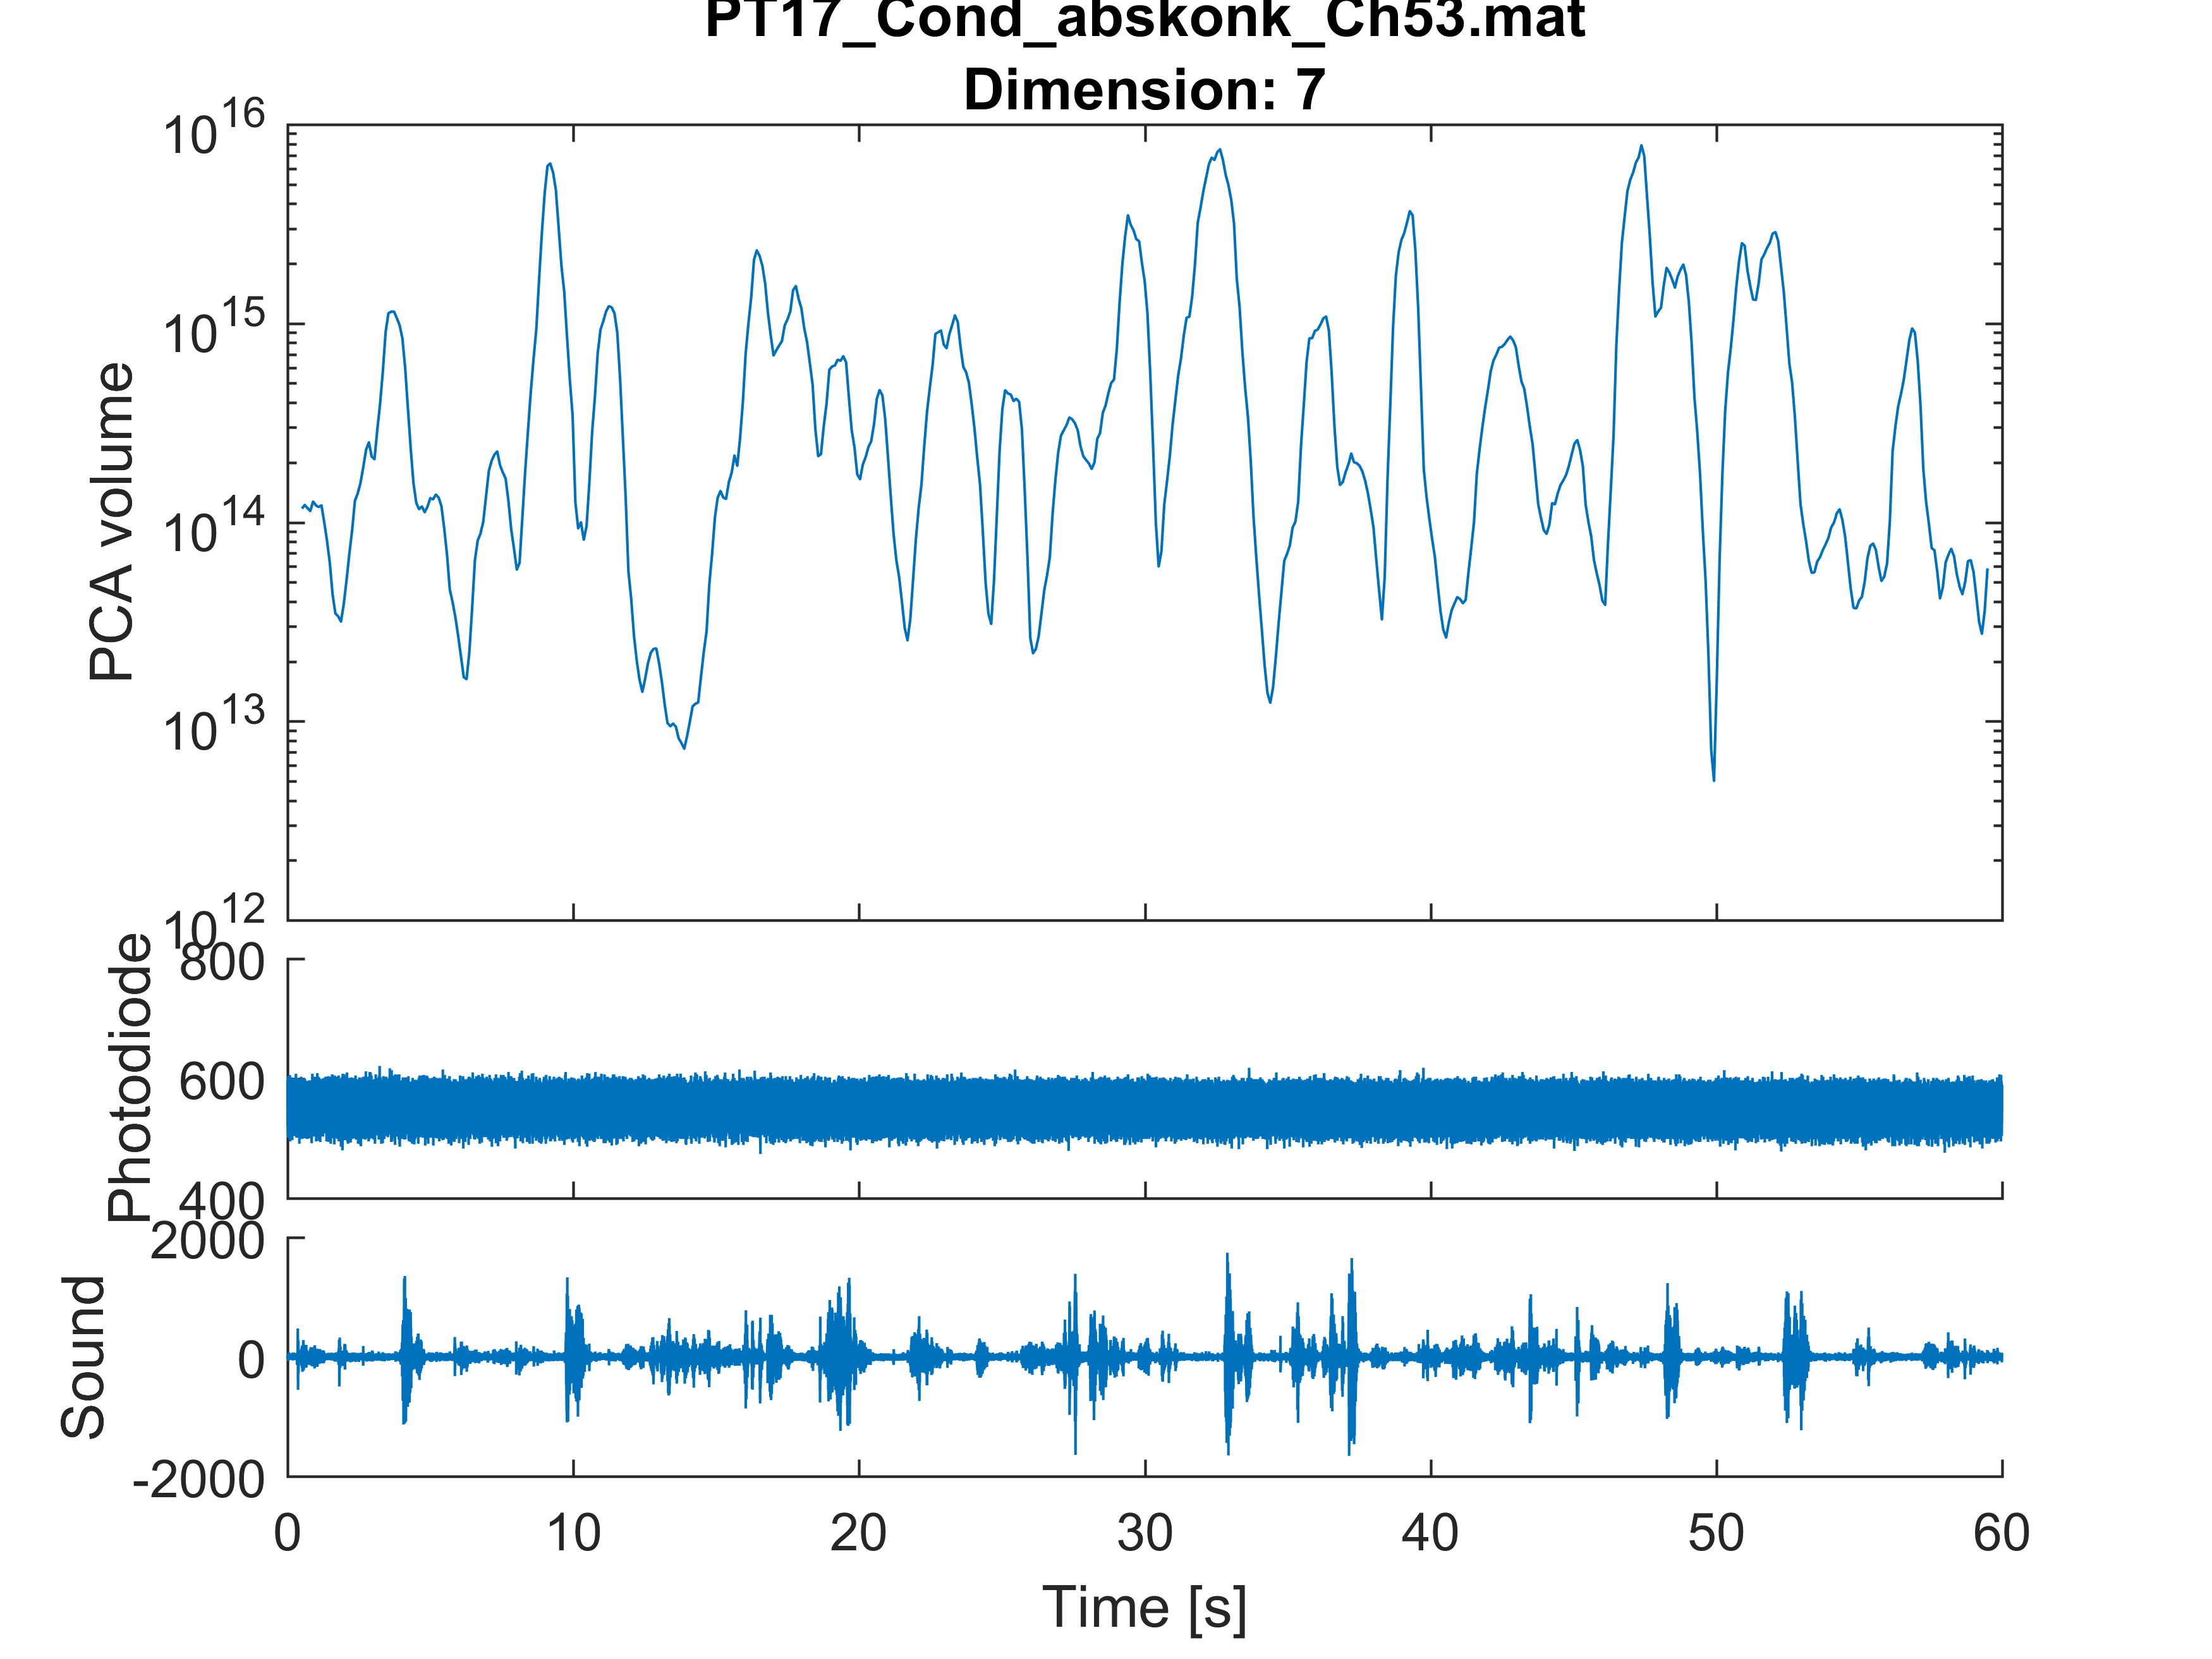 PT17_Cond_abskonk_Ch53.mat
Dimension: 7
10^16
10^15
10^14
10^13
10^12
PCA volume
800
600
400
Photodiode
2000
0
-2000
Sound
0 10 20 30 40 50 60
Time [s]